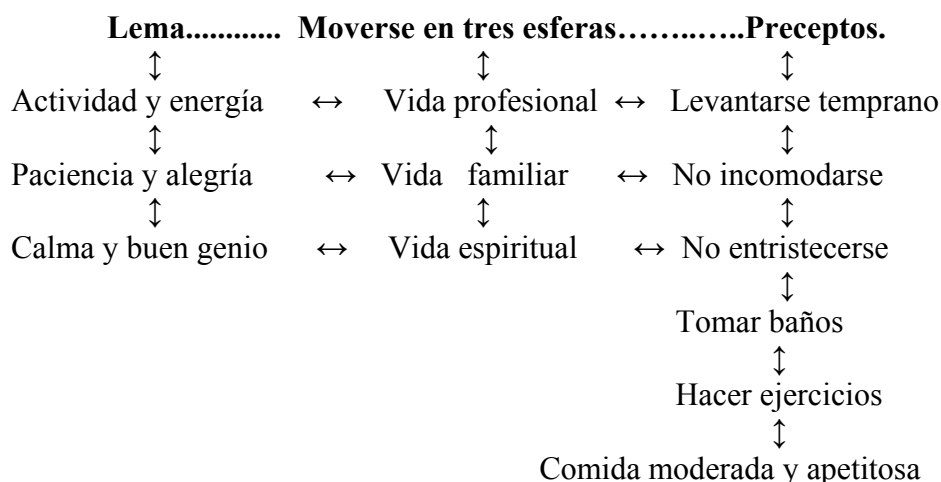 Lema............ Moverse en tres esferas……...…..Preceptos.
↕ ↕ ↕
Actividad y energía ↔ Vida profesional ↔ Levantarse temprano
↕ ↕ ↕
Paciencia y alegría ↔ Vida familiar ↔ No incomodarse
↕ ↕ ↕
Calma y buen genio ↔ Vida espiritual ↔ No entristecerse
↕
Tomar baños
↕
Hacer ejercicios
↕
Comida moderada y apetitosa